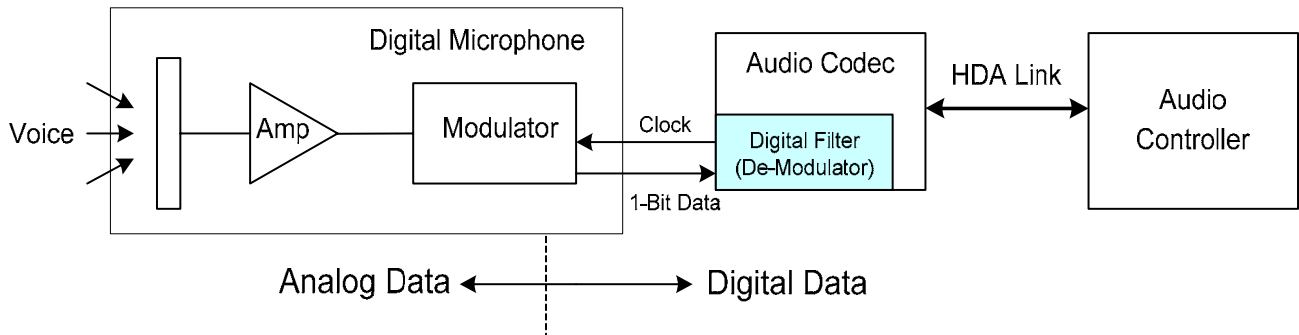 Digital Microphone
Voice
Amp
Modulator
Clock
1-Bit Data
Audio Codec
Digital Filter
(De-Modulator)
HDA Link
Audio
Controller
Analog Data
Digital Data